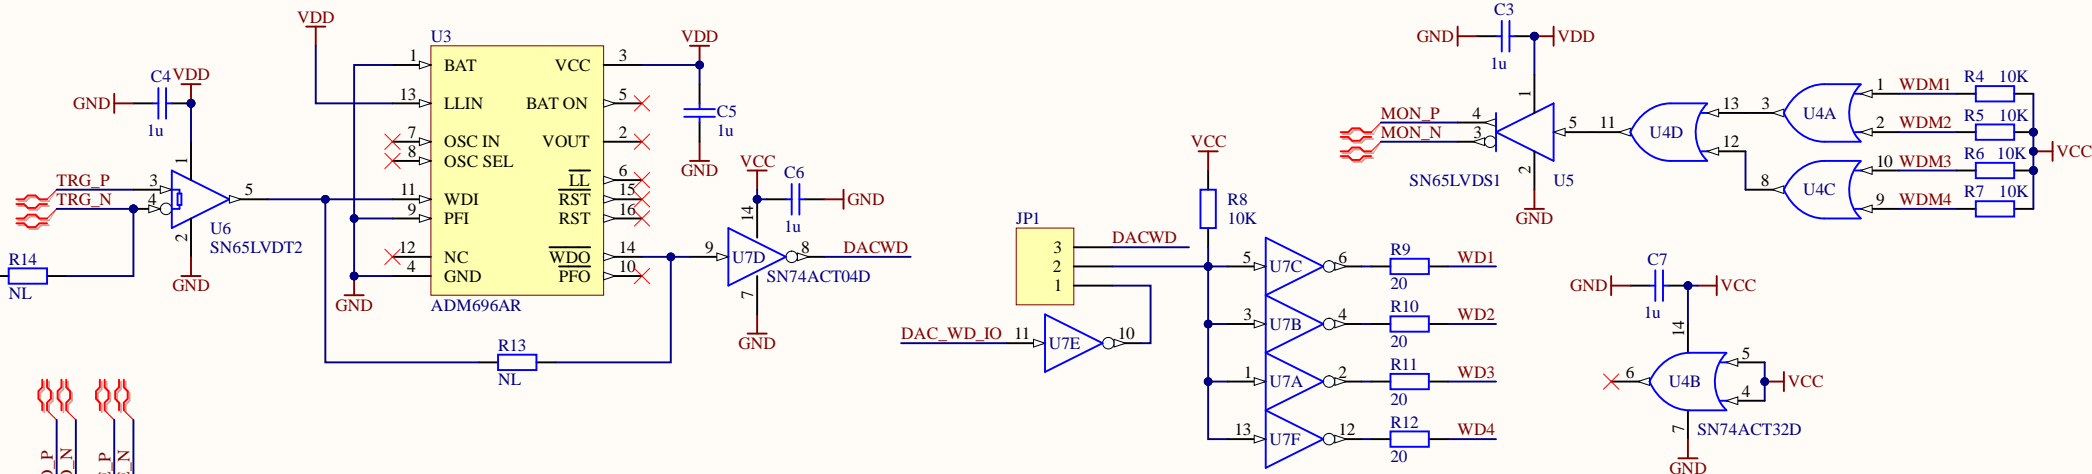 C4 VDD
GND
1u
1
TRG_P 3
TRG_N 4
5
2
U6
SN65LVDT2
GND
R14
NL
VDD
U3
1 BAT
13 LLIN
7 OSC IN
8 OSC SEL
11 WDI
9 PFI
12 NC
4 GND
VCC 3
BAT ON 5
VOUT 2
LL 6
RST 15
RST 16
WDO 14
PFO 10
ADM696AR
GND
VDD
C5
1u
GND
R13
NL
VCC
C6
GND
1u
14
9 U7D 8 DACWD
SN74ACT04D
7
GND
JP1
3 DACWD
2
1
DAC_WD_IO 11 U7E 10
VCC
R8
10K
5 U7C 6 R9 WD1
20
3 U7B 4 R10 WD2
20
1 U7A 2 R11 WD3
20
13 U7F 12 R12 WD4
20
C3
GND VDD
1u
1
MON_P 4
MON_N 3
5
2
SN65LVDS1 U5
GND
11 U4D 13
12
3 U4A 1 WDM1 R4 10K
2 WDM2 R5 10K
8 U4C 10 WDM3 R6 10K
9 WDM4 R7 10K
VCC
C7
GND VCC
1u
14
6 U4B 5
4
VCC
7 SN74ACT32D
GND